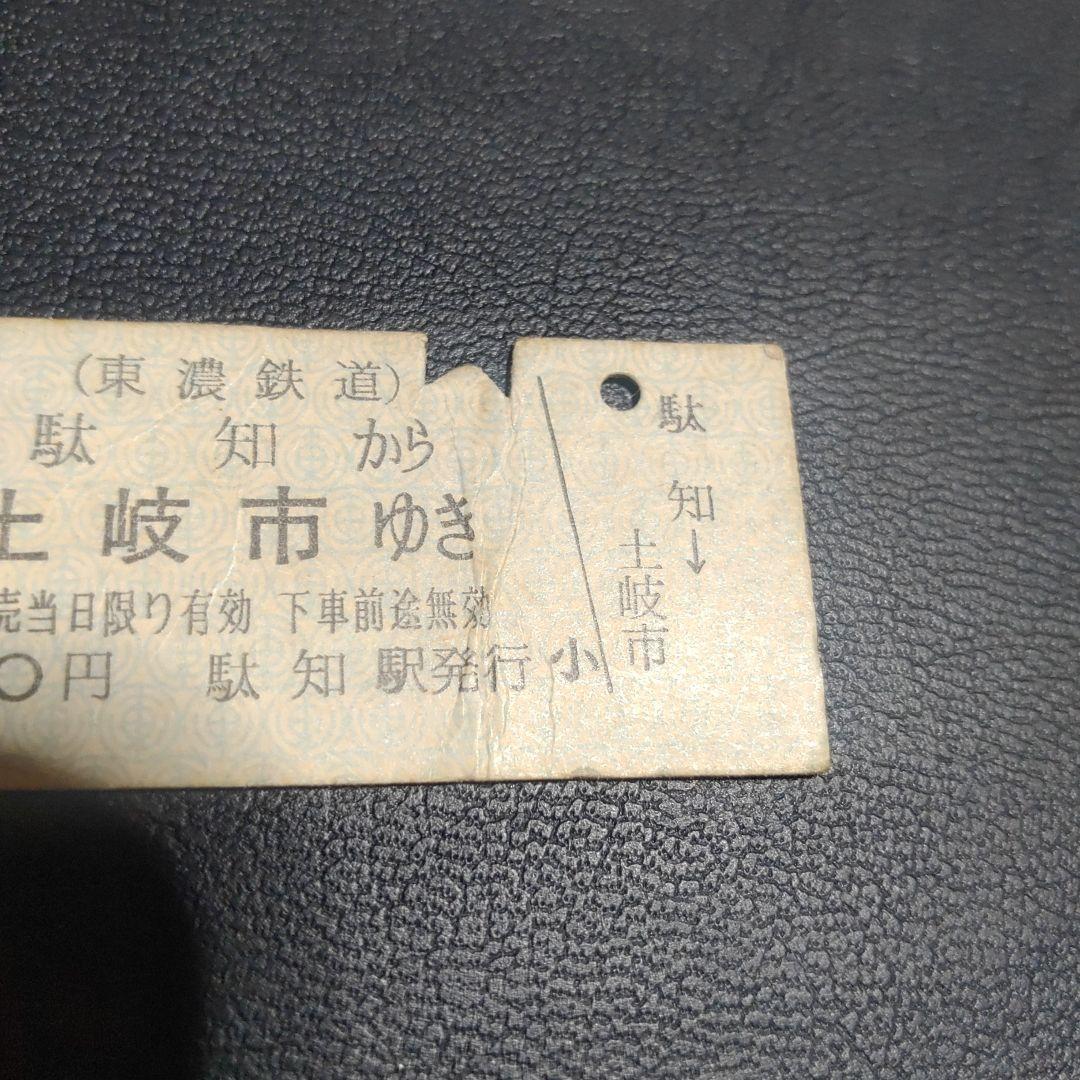 (東濃鉄道)
駄知から
土岐市ゆき
売当日限り有効 下車前途無効
0円 駄知駅発行 小
駄知→
土岐市